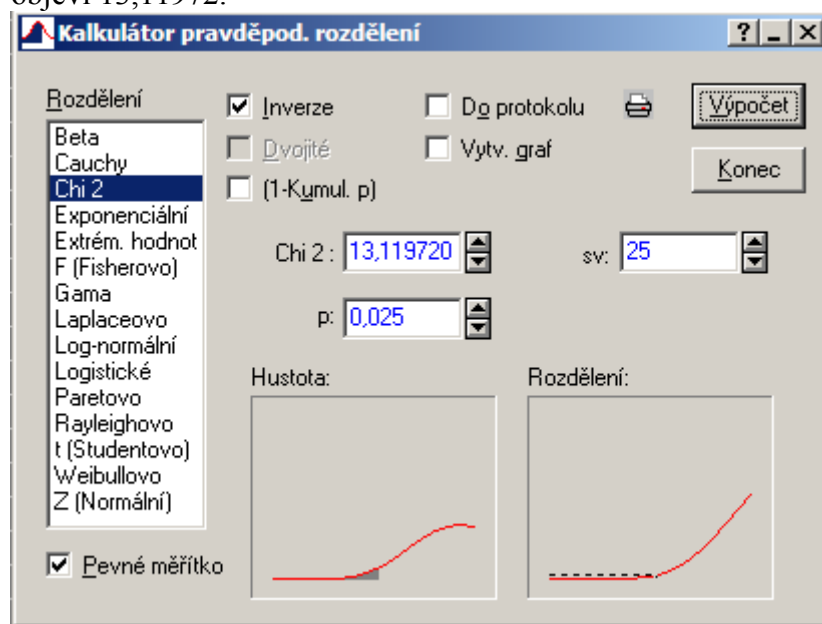 objeví 13,11972.
Kalkulátor pravděpod. rozdělení
Rozdělení
Inverze
Do protokolu
Výpočet
Beta
Dvojité
Vytv. graf
Cauchy
Konec
Chi 2
(1-Kumul. p)
Exponenciální
Extrém. hodnot
Chi 2 : 13,119720
sv: 25
F (Fisherovo)
Gama
Laplaceovo
p: 0,025
Log-normální
Logistické
Hustota:
Rozdělení:
Paretovo
Rayleighovo
t (Studentovo)
Weibullovo
Z (Normální)
Pevné měřítko